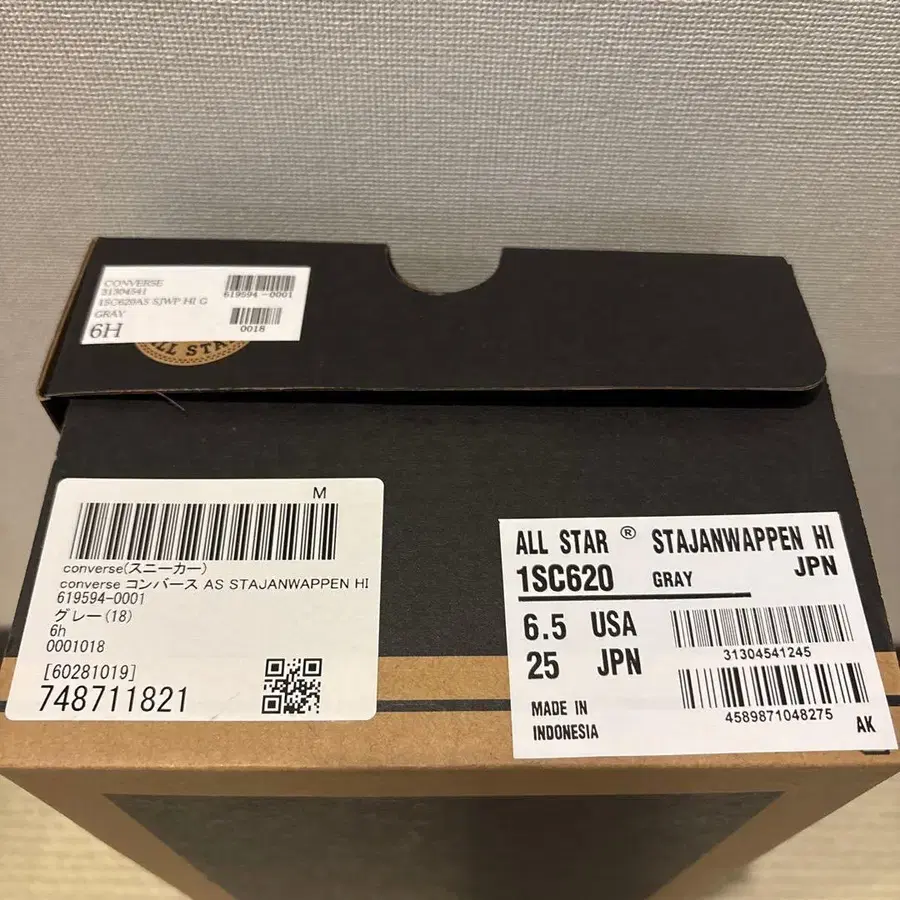 CONVERSE
31304541
1SC620AS SJWP HI G
GRAY
6H
619594-0001
0018
ALL STA
M
converse(スニーカー)
converse コンバース AS STAJANWAPPEN HI
619594-0001
グレー(18)
6h
0001018
[60281019]
748711821
ALL STAR ® STAJANWAPPEN HI
1SC620 GRAY JPN
6.5 USA
25 JPN
31304541245
MADE IN
INDONESIA
4589871048275
AK